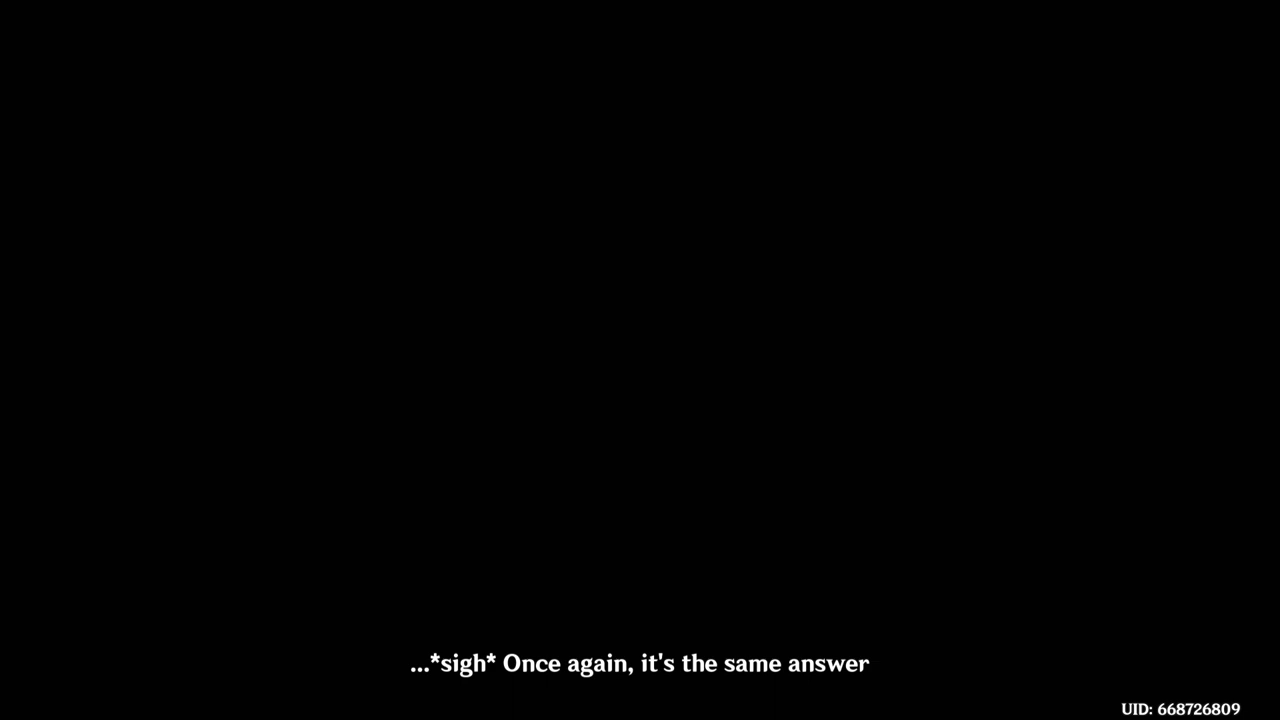 ...*sigh* Once again, it's the same answer
UID: 668726809